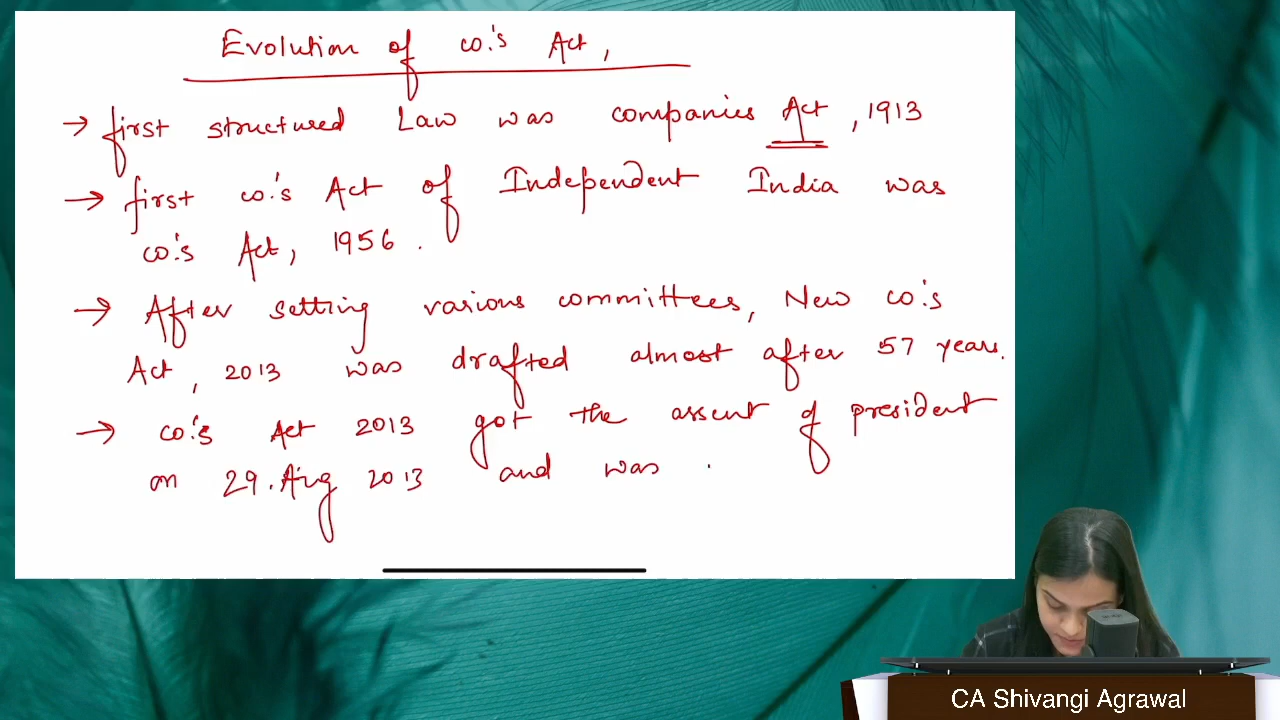 Evolution of co.'s Act,
→ first structured Law was companies Act, 1913
→ first co.'s Act of Independent India was
co.'s Act, 1956.
→ After setting various committees, New co.'s
Act, 2013 was drafted almost after 57 years.
→ co.'s Act 2013 got the assent of president
on 29. Aug 2013 and was .
CA Shivangi Agrawal